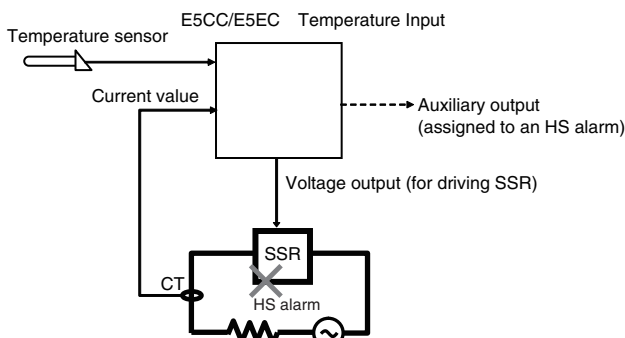 E5CC/E5EC Temperature Input
Temperature sensor
Current value
Auxiliary output
(assigned to an HS alarm)
Voltage output (for driving SSR)
SSR
CT
HS alarm